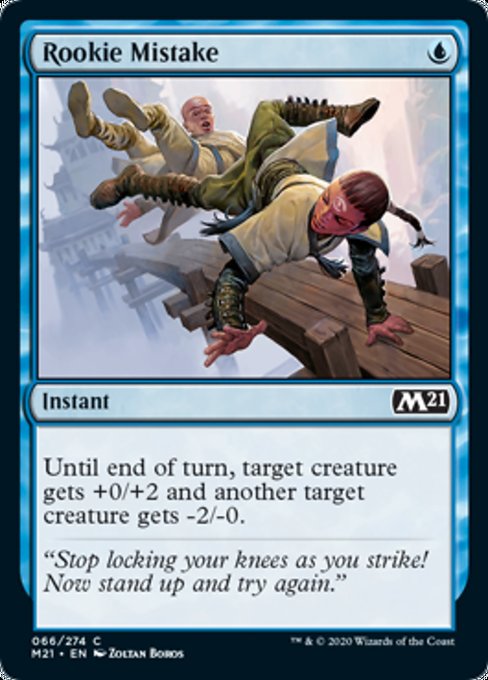 Rookie Mistake
Instant
M21
Until end of turn, target creature
gets +0/+2 and another target
creature gets -2/-0.
“Stop locking your knees as you strike!
Now stand up and try again.”
066/274 C
M21 • EN Zoltan Boros
™ & © 2020 Wizards of the Coast